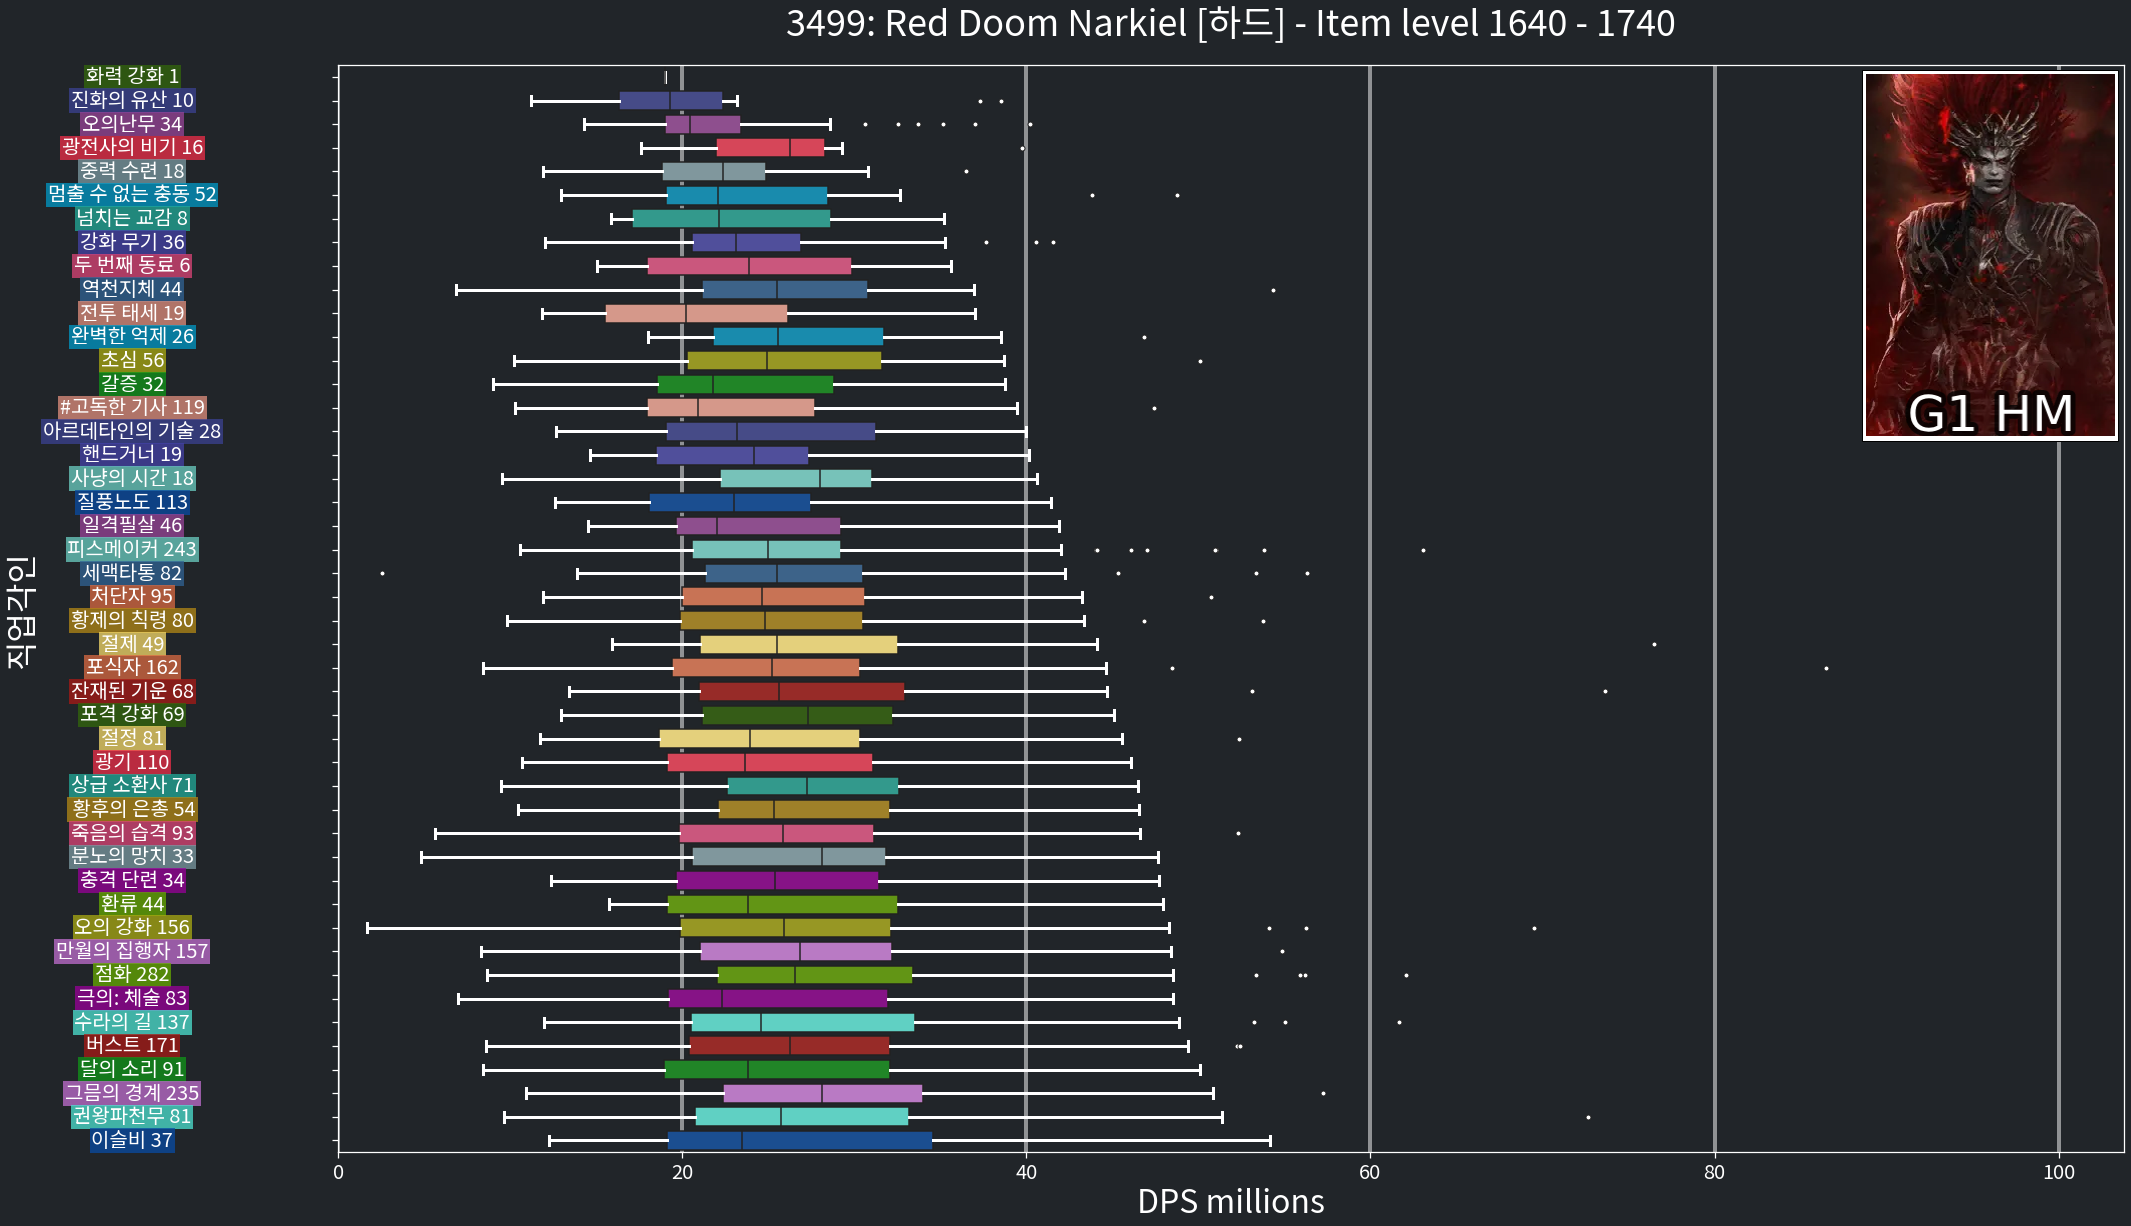 3499: Red Doom Narkiel [하드] - Item level 1640 - 1740
화력 강화 1
진화의 유산 10
오의난무 34
광전사의 비기 16
중력 수련 18
멈출 수 없는 충동 52
넘치는 교감 8
강화 무기 36
두 번째 동료 6
역천지체 44
전투 태세 19
완벽한 억제 26
초심 56
갈증 32
#고독한 기사 119
아르데타인의 기술 28
핸드거너 19
사냥의 시간 18
질풍노도 113
일격필살 46
피스메이커 243
세맥타통 82
처단자 95
황제의 칙령 80
절제 49
포식자 162
잔재된 기운 68
포격 강화 69
절정 81
광기 110
상급 소환사 71
황후의 은총 54
죽음의 습격 93
분노의 망치 33
충격 단련 34
환류 44
오의 강화 156
만월의 집행자 157
점화 282
극의: 체술 83
수라의 길 137
버스트 171
달의 소리 91
그믐의 경계 235
권왕파천무 81
이슬비 37
직업각인
G1 HM
0 20 40 60 80 100
DPS millions